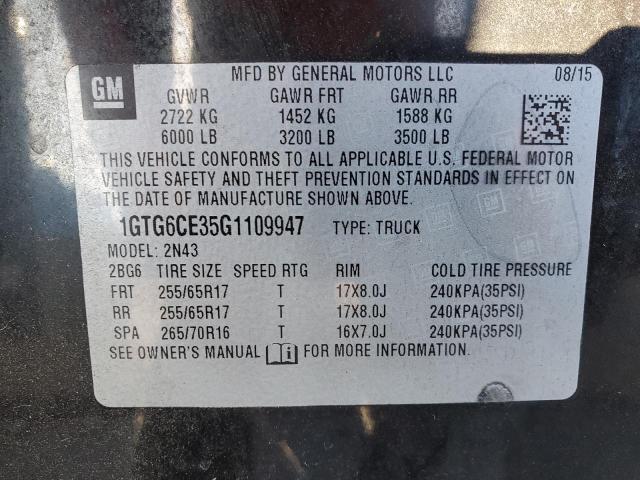 GM MFD BY GENERAL MOTORS LLC 08/15
GVWR GAWR FRT GAWR RR
2722 KG 1452 KG 1588 KG
6000 LB 3200 LB 3500 LB
THIS VEHICLE CONFORMS TO ALL APPLICABLE U.S. FEDERAL MOTOR
VEHICLE SAFETY AND THEFT PREVENTION STANDARDS IN EFFECT ON
THE DATE OF MANUFACTURE SHOWN ABOVE.
1GTG6CE35G1109947 TYPE: TRUCK
MODEL: 2N43
2BG6 TIRE SIZE SPEED RTG RIM COLD TIRE PRESSURE
FRT 255/65R17 T 17X8.0J 240KPA(35PSI)
RR 255/65R17 T 17X8.0J 240KPA(35PSI)
SPA 265/70R16 T 16X7.0J 240KPA(35PSI)
SEE OWNER'S MANUAL i FOR MORE INFORMATION.